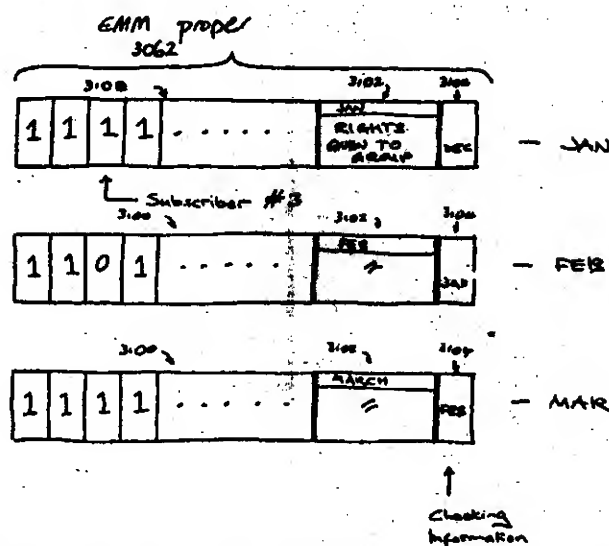 EMM proper
3062
3100 3102 3104
1 1 1 1 . . . . . JAN
RIGHTS
GIVEN TO
GROUP DEC — JAN
Subscriber #3
3100 3102 3104
1 1 0 1 . . . . . FEB
〃 JAN — FEB
3100 3102 3104
1 1 1 1 . . . . . MARCH
〃 FEB — MAR
Checking
Information